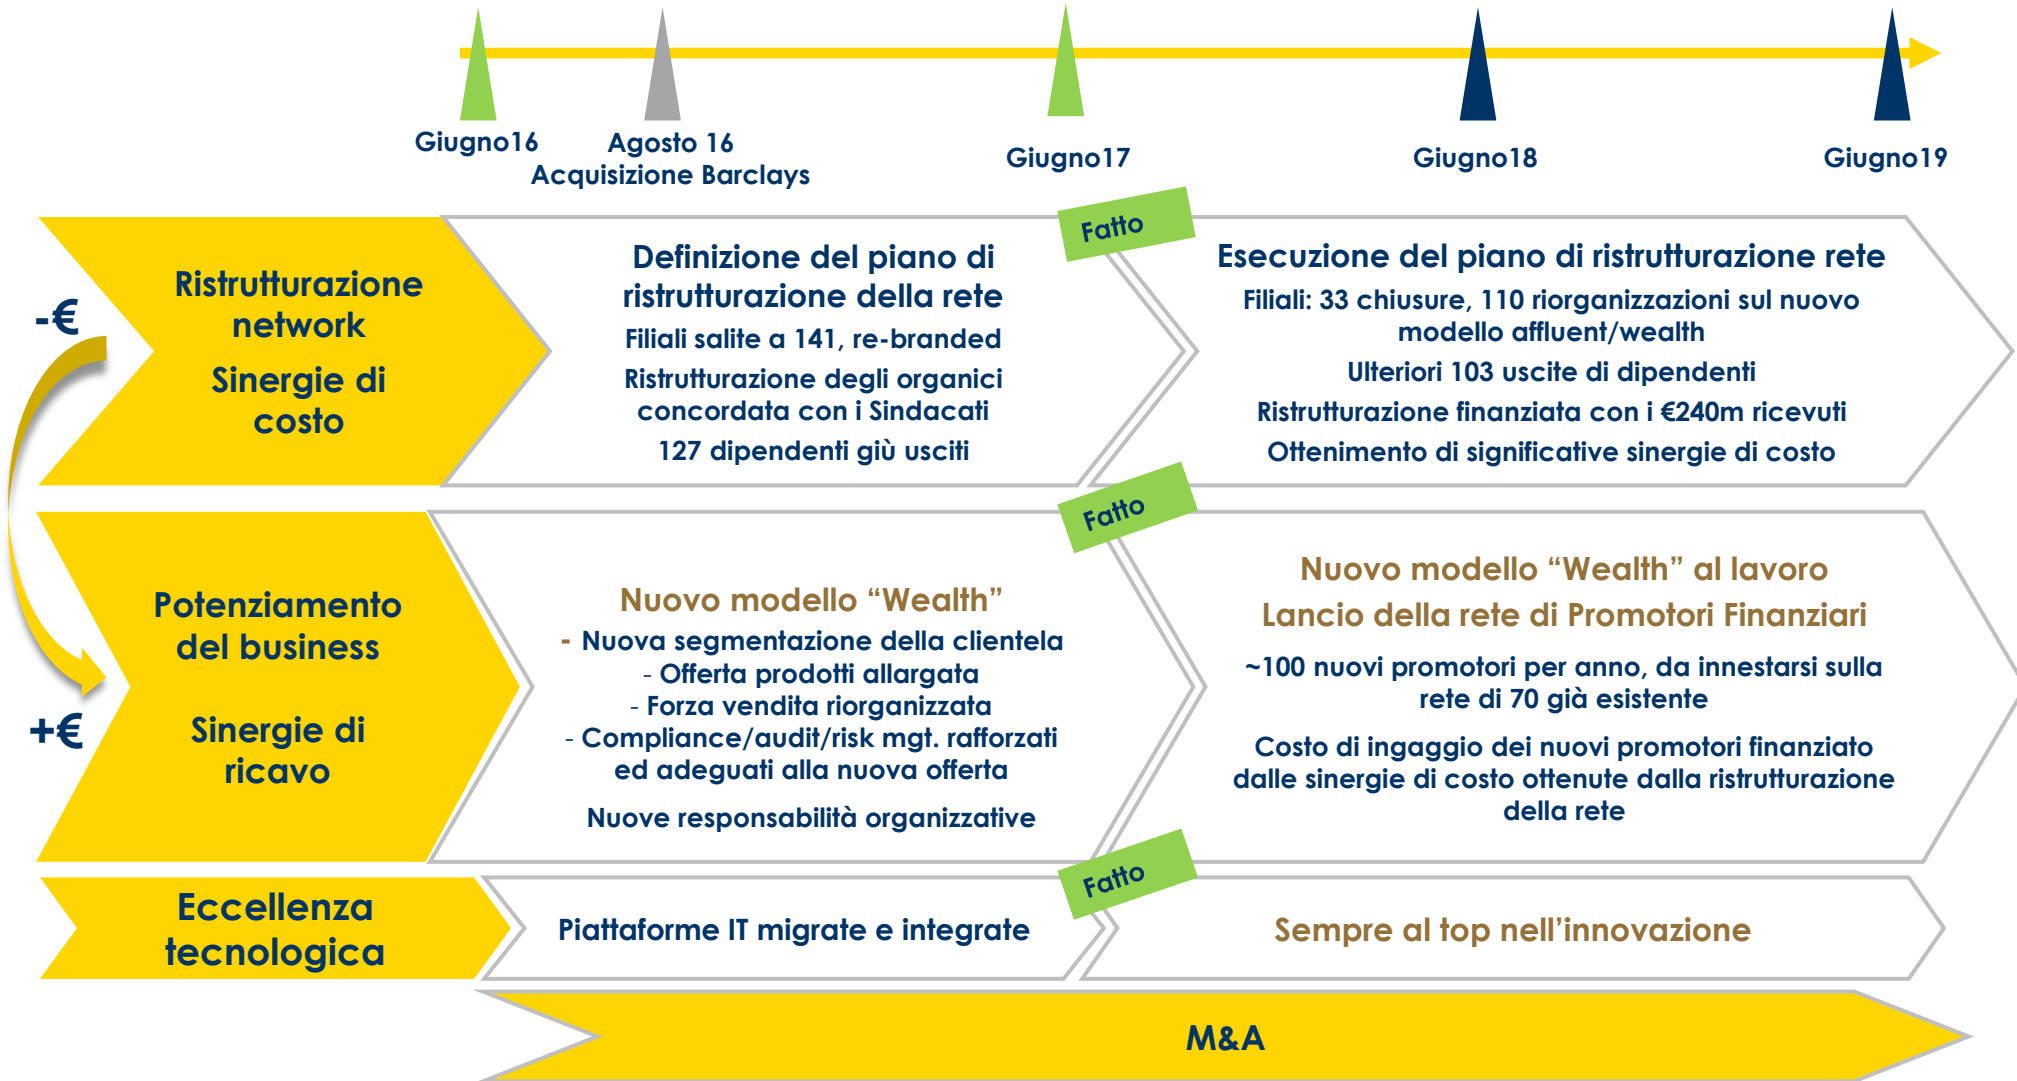 Giugno16
Agosto 16
Acquisizione Barclays
Giugno17
Giugno18
Giugno19
-€
Ristrutturazione
network
Sinergie di
costo
Definizione del piano di
ristrutturazione della rete
Filiali salite a 141, re-branded
Ristrutturazione degli organici
concordata con i Sindacati
127 dipendenti giù usciti
Fatto
Esecuzione del piano di ristrutturazione rete
Filiali: 33 chiusure, 110 riorganizzazioni sul nuovo
modello affluent/wealth
Ulteriori 103 uscite di dipendenti
Ristrutturazione finanziata con i €240m ricevuti
Ottenimento di significative sinergie di costo
+€
Potenziamento
del business
Sinergie di
ricavo
Nuovo modello “Wealth”
- Nuova segmentazione della clientela
- Offerta prodotti allargata
- Forza vendita riorganizzata
- Compliance/audit/risk mgt. rafforzati
ed adeguati alla nuova offerta
Nuove responsabilità organizzative
Fatto
Nuovo modello “Wealth” al lavoro
Lancio della rete di Promotori Finanziari
~100 nuovi promotori per anno, da innestarsi sulla
rete di 70 già esistente
Costo di ingaggio dei nuovi promotori finanziato
dalle sinergie di costo ottenute dalla ristrutturazione
della rete
Eccellenza
tecnologica
Piattaforme IT migrate e integrate
Fatto
Sempre al top nell’innovazione
M&A